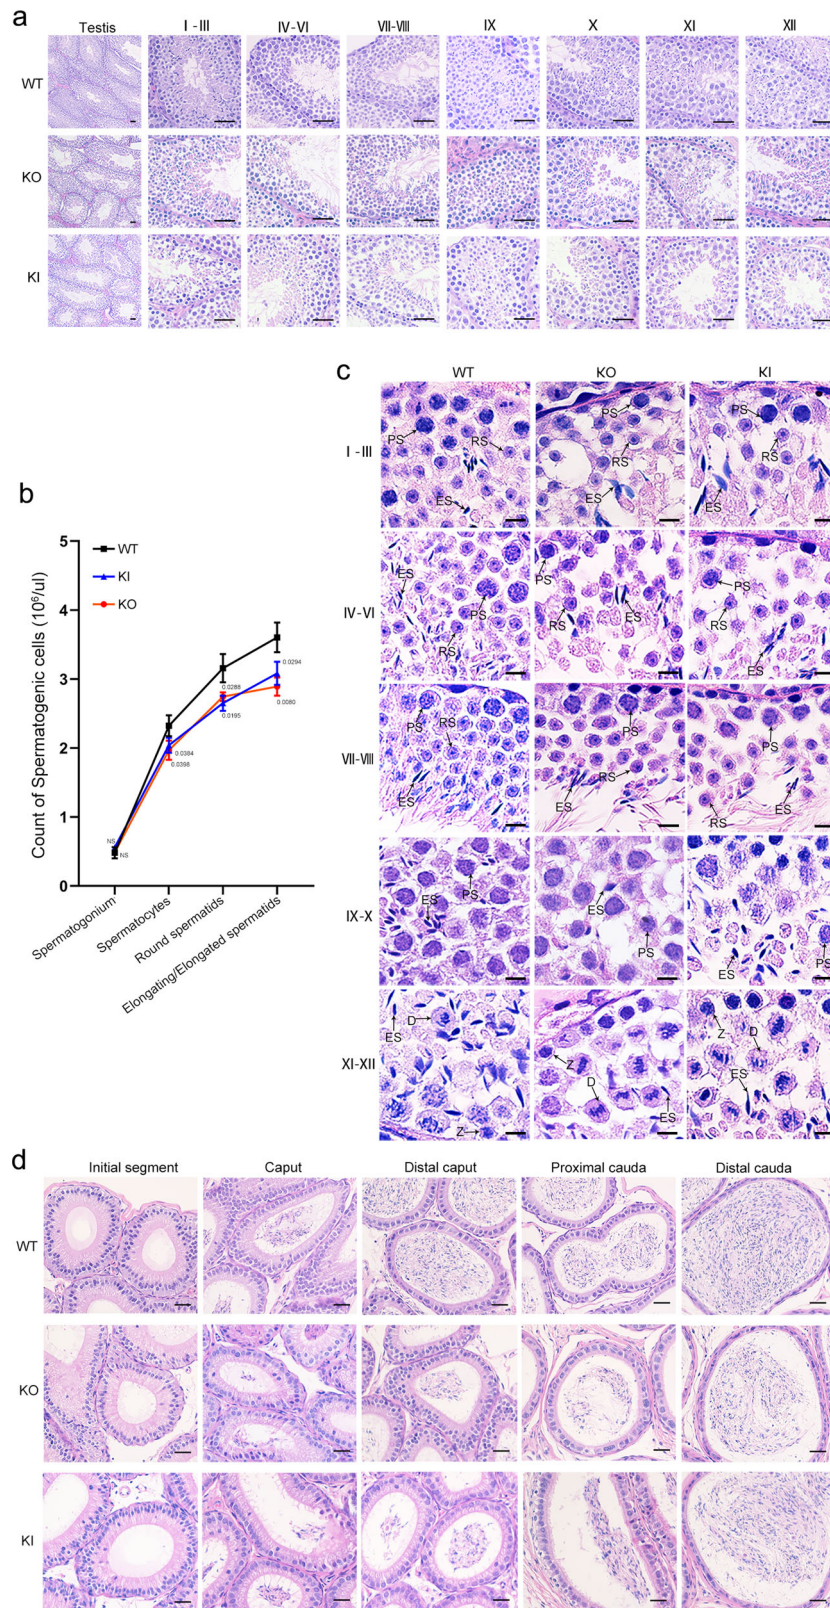 a
Testis I-III IV-VI VII-VIII IX X XI XII
WT
KO
KI
b
Count of Spermatogenic cells (10⁶/ul)
5
4
3
2
1
0
WT
KI
KO
NS
NS
0.0384
0.0398
0.0288
0.0195
0.0294
0.0080
Spermatogonium
Spermatocytes
Round spermatids
Elongating/Elongated spermatids
c
WT KO KI
I-III
PS RS ES
PS RS ES
PS RS ES
IV-VI
ES PS RS
PS RS ES
PS RS ES
VII-VIII
PS RS ES
PS RS ES
PS RS ES
IX-X
ES PS
ES PS
PS ES
XI-XII
ES D Z
Z D ES
Z D ES
d
Initial segment Caput Distal caput Proximal cauda Distal cauda
WT
KO
KI